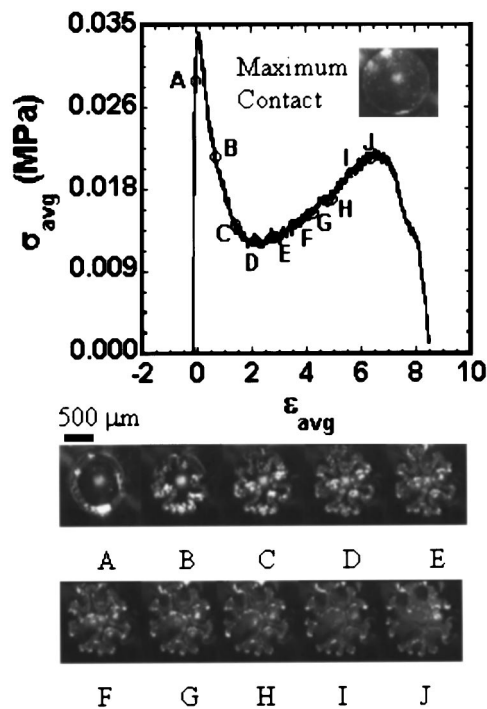 0.035
0.026
0.018
0.009
0.000
σavg (MPa)
Maximum
Contact
A
B
C
D
E
F
G
H
I
J
-2 0 2 4 6 8 10
εavg
500 μm
A B C D E
F G H I J